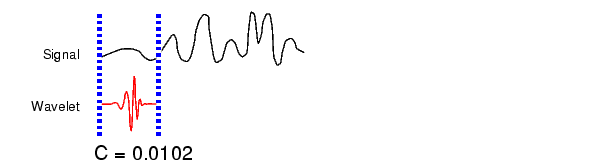 Signal
Wavelet
C = 0.0102